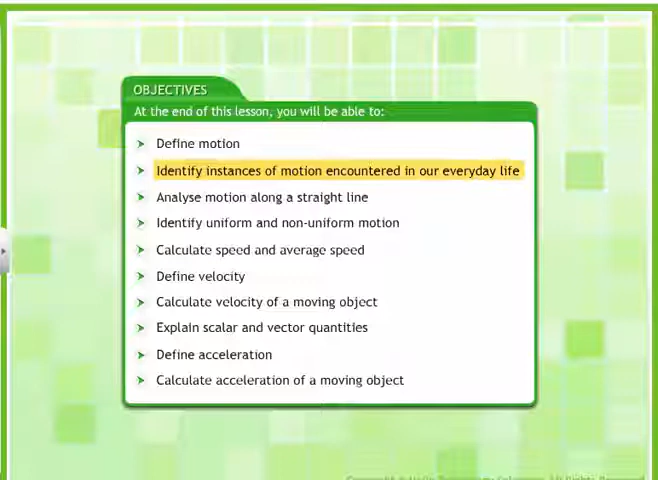 OBJECTIVES
At the end of this lesson, you will be able to:
Define motion
Identify instances of motion encountered in our everyday life
Analyse motion along a straight line
Identify uniform and non-uniform motion
Calculate speed and average speed
Define velocity
Calculate velocity of a moving object
Explain scalar and vector quantities
Define acceleration
Calculate acceleration of a moving object